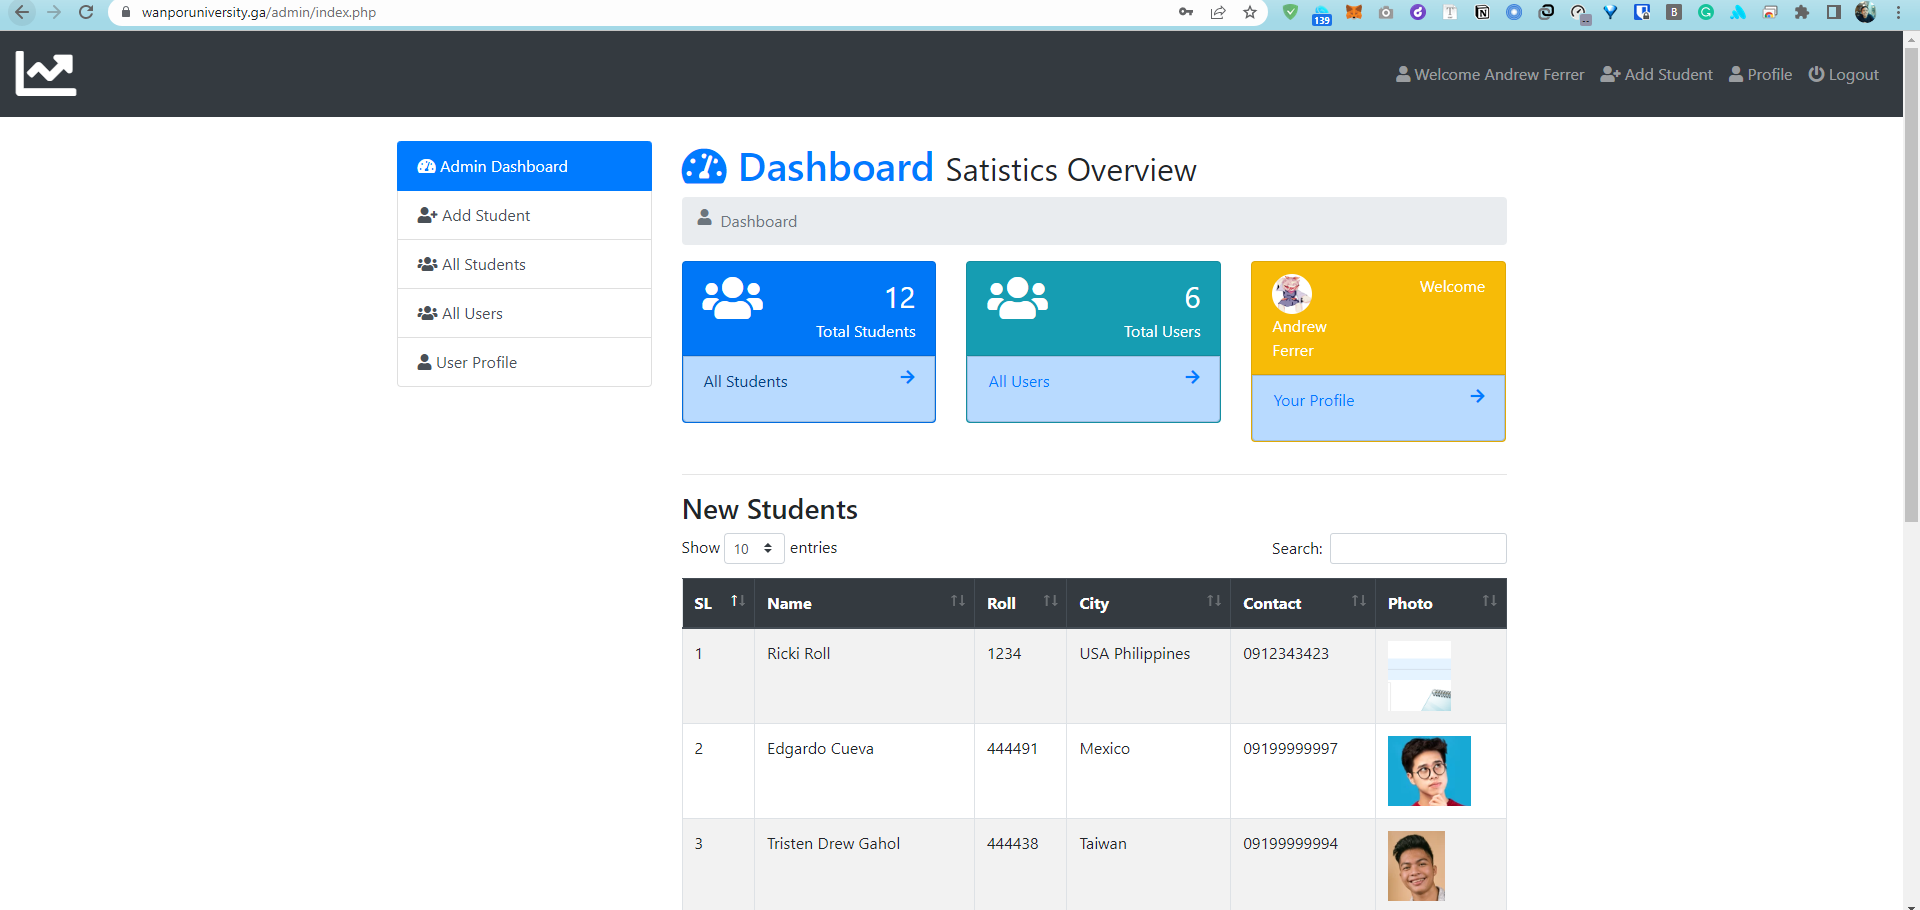 wanporuniversity.ga/admin/index.php
139
Welcome Andrew Ferrer Add Student Profile Logout
Admin Dashboard
Add Student
All Students
All Users
User Profile
Dashboard Satistics Overview
Dashboard
12
Total Students
All Students
6
Total Users
All Users
Welcome
Andrew
Ferrer
Your Profile
New Students
Show 10 entries Search:
SL Name Roll City Contact Photo
1 Ricki Roll 1234 USA Philippines 0912343423
2 Edgardo Cueva 444491 Mexico 09199999997
3 Tristen Drew Gahol 444438 Taiwan 09199999994